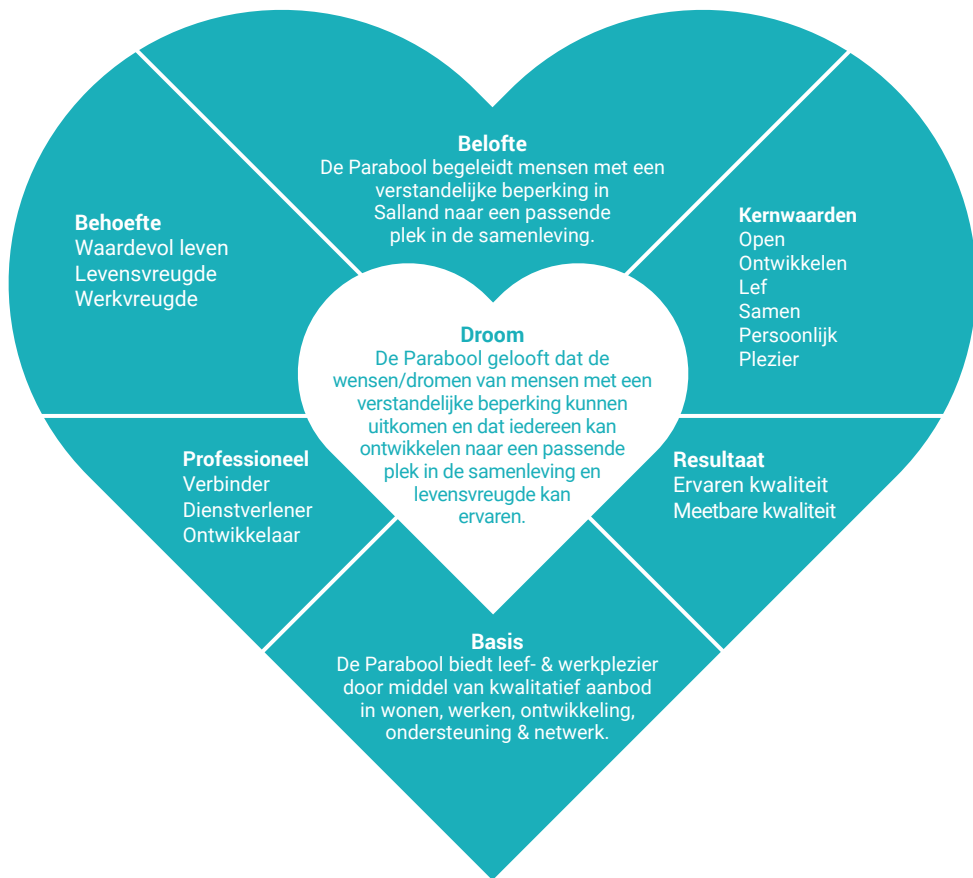 Belofte
De Parabool begeleidt mensen met een
verstandelijke beperking in
Salland naar een passende
plek in de samenleving.
Behoefte
Waardevol leven
Levensvreugde
Werkvreugde
Kernwaarden
Open
Ontwikkelen
Lef
Samen
Persoonlijk
Plezier
Droom
De Parabool gelooft dat de
wensen/dromen van mensen met een
verstandelijke beperking kunnen
uitkomen en dat iedereen kan
ontwikkelen naar een passende
plek in de samenleving en
levensvreugde kan
ervaren.
Professioneel
Verbinder
Dienstverlener
Ontwikkelaar
Resultaat
Ervaren kwaliteit
Meetbare kwaliteit
Basis
De Parabool biedt leef- & werkplezier
door middel van kwalitatief aanbod
in wonen, werken, ontwikkeling,
ondersteuning & netwerk.